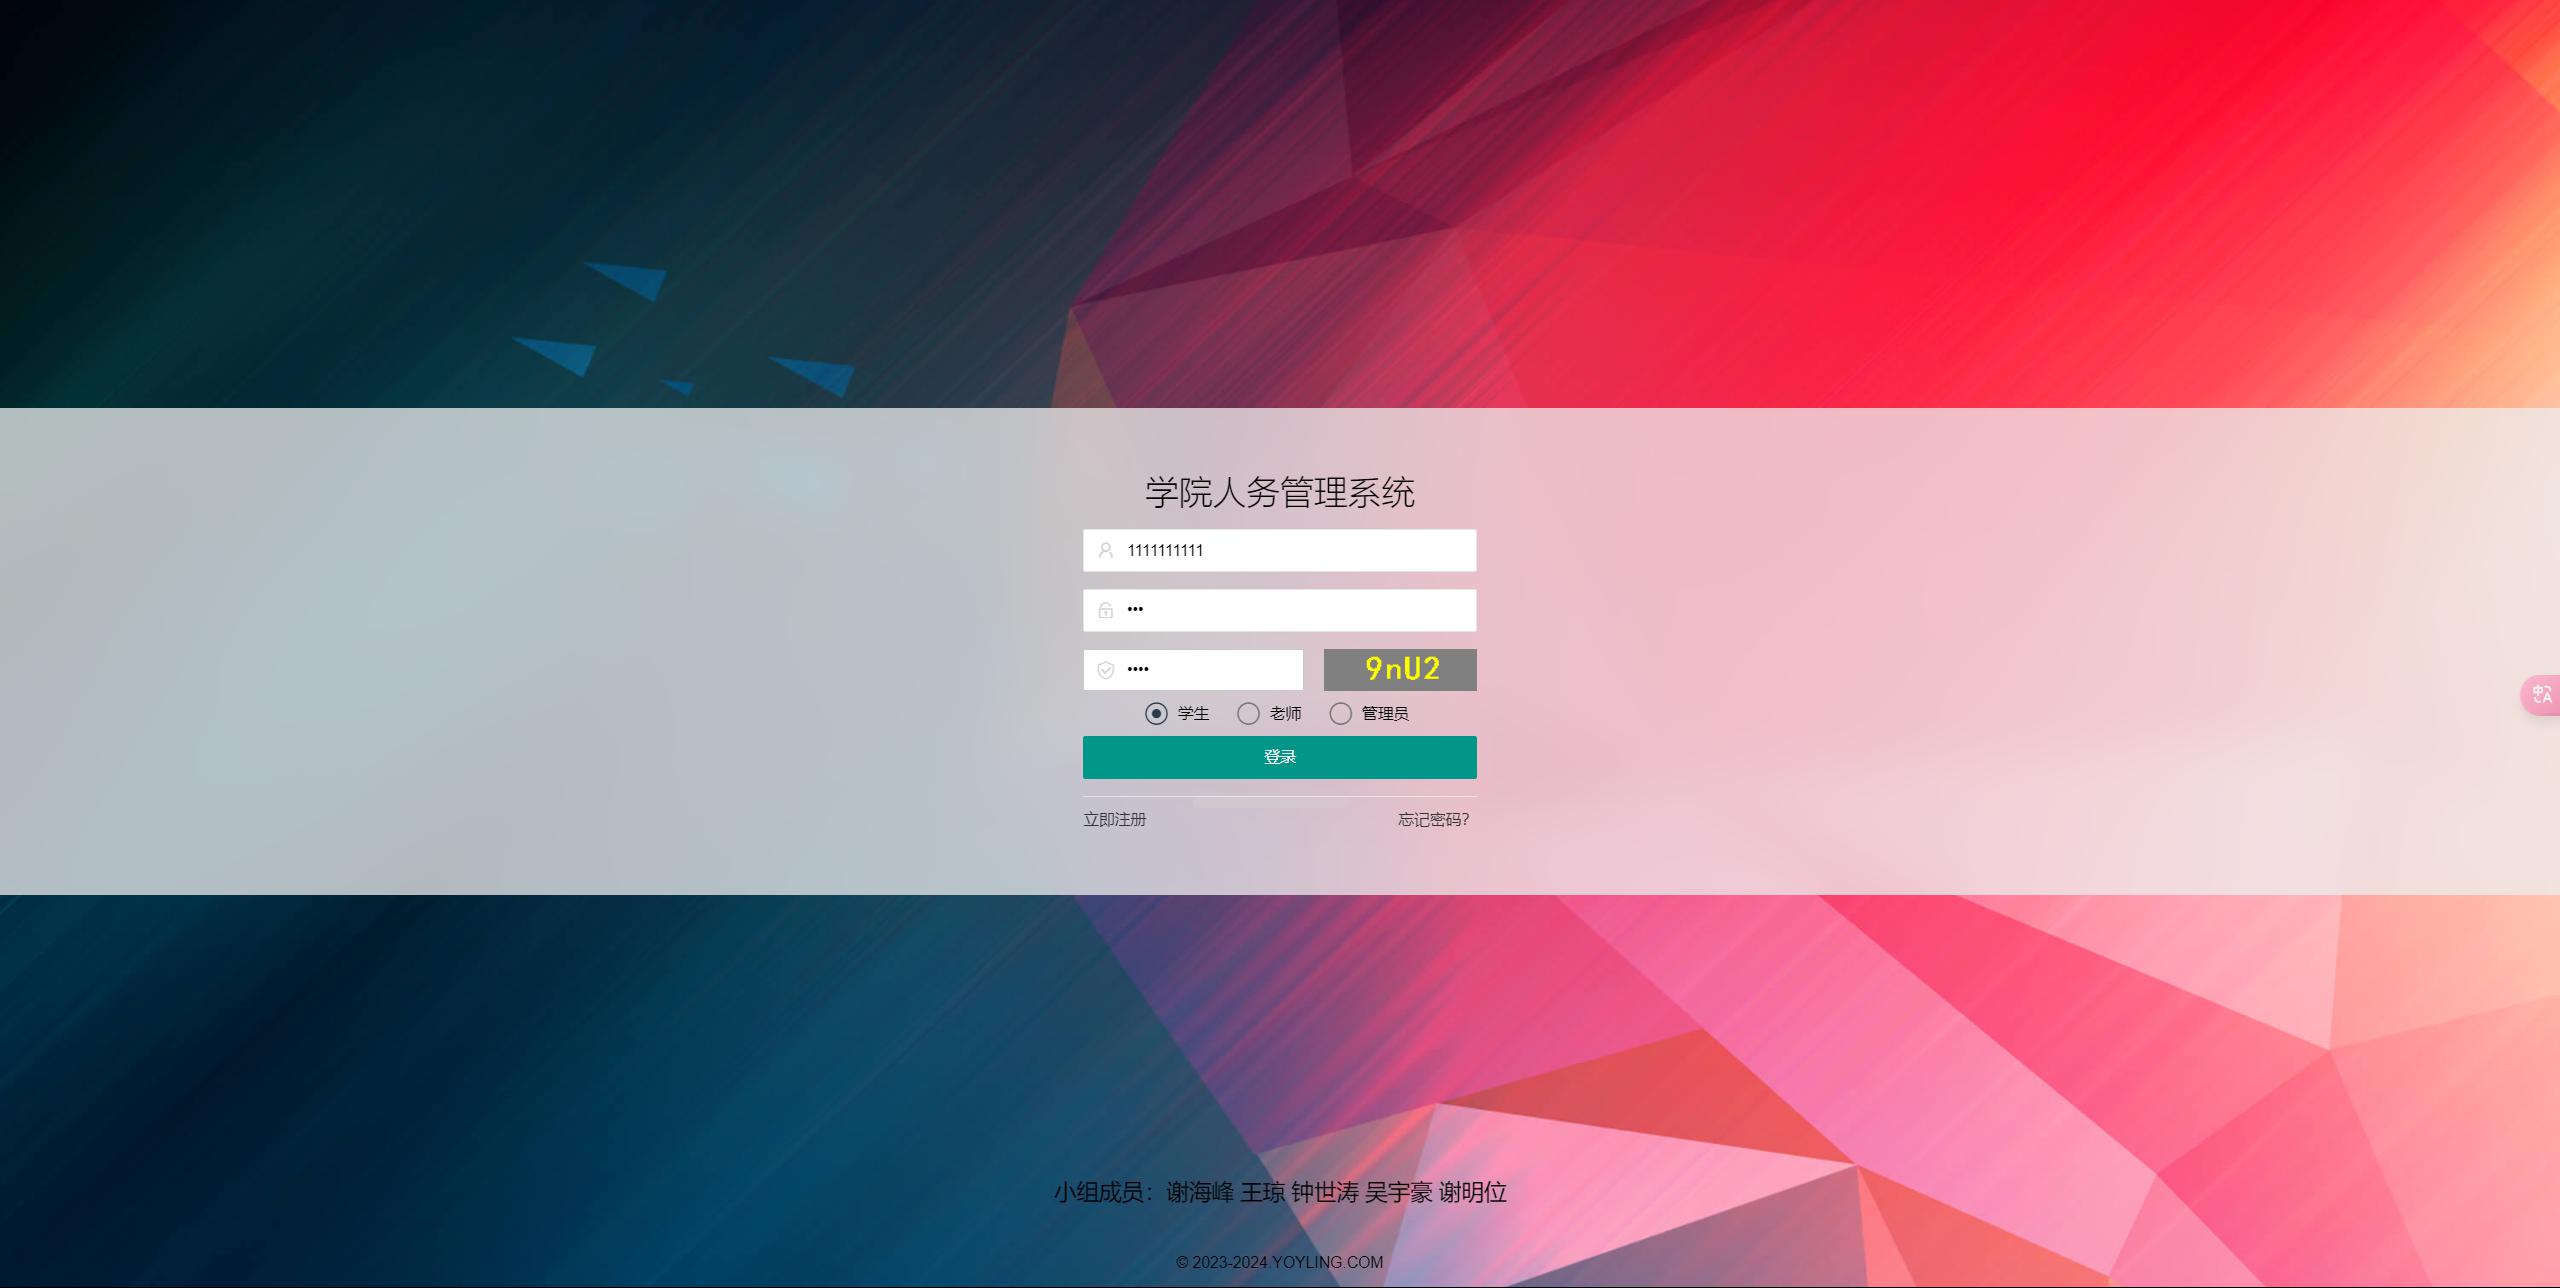 学院人务管理系统
1111111111
•••
••••
9nU2
学生 老师 管理员
登录
立即注册 忘记密码?
中A
小组成员：谢海峰 王琼 钟世涛 吴宇豪 谢明位
© 2023-2024.YOYLING.COM